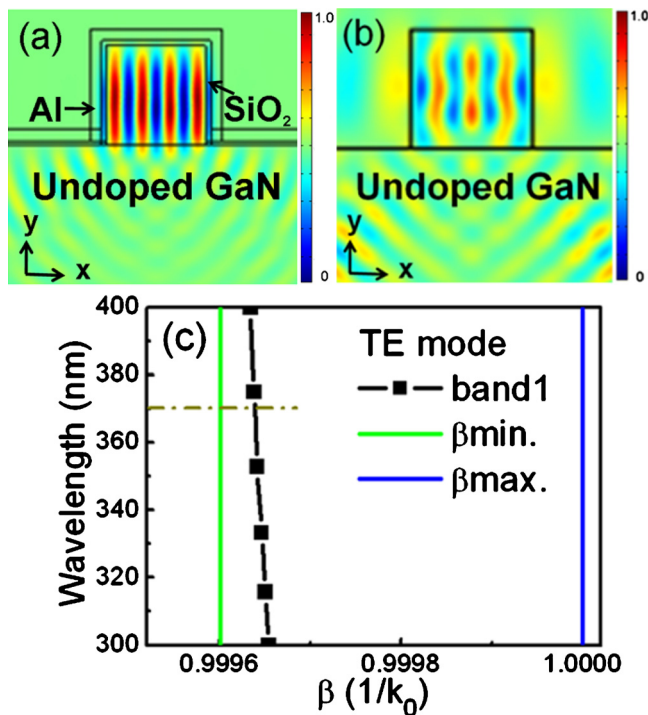 (a)
1.0
Al
SiO₂
Undoped GaN
y
x
0
(b)
1.0
Undoped GaN
y
x
0
(c)
TE mode
band1
βmin.
βmax.
Wavelength (nm)
400
380
360
340
320
300
0.9996
0.9998
1.0000
β (1/k₀)